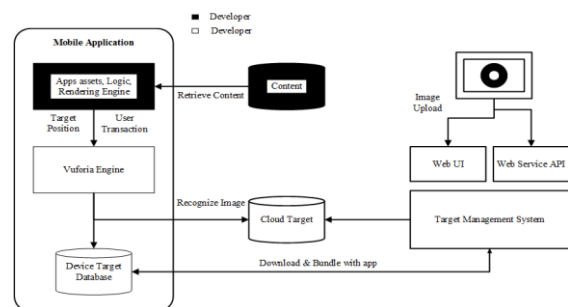 Developer
Developer
Mobile Application
Apps assets, Logic,
Rendering Engine
Retrieve Content
Content
Target
Position
User
Transaction
Image
Upload
Vuforia Engine
Web UI
Web Service API
Recognize Image
Cloud Target
Target Management System
Device Target
Database
Download & Bundle with app